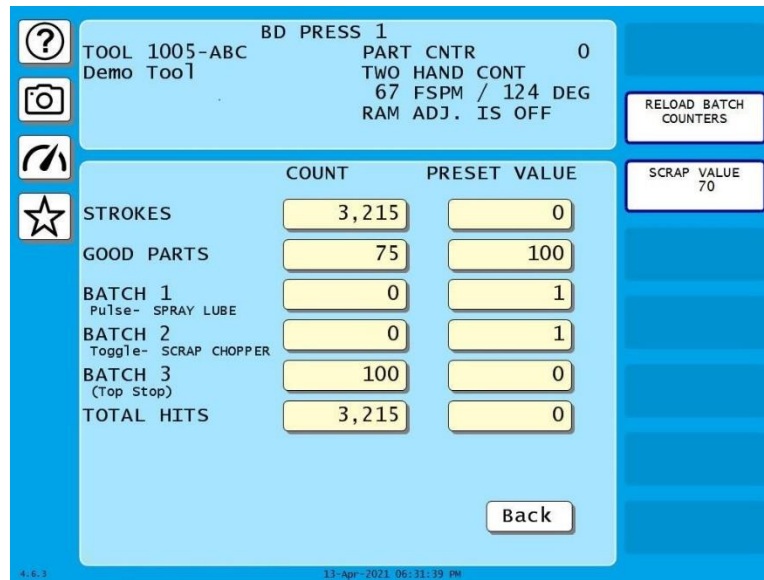 BD PRESS 1
TOOL 1005-ABC PART CNTR 0
Demo Tool TWO HAND CONT
67 FSPM / 124 DEG
RAM ADJ. IS OFF
RELOAD BATCH
COUNTERS
SCRAP VALUE
70
COUNT PRESET VALUE
STROKES 3,215 0
GOOD PARTS 75 100
BATCH 1 0 1
Pulse- SPRAY LUBE
BATCH 2 0 1
Toggle- SCRAP CHOPPER
BATCH 3 100 0
(Top Stop)
TOTAL HITS 3,215 0
Back
4.6.3 13-Apr-2021 06:31:39 PM